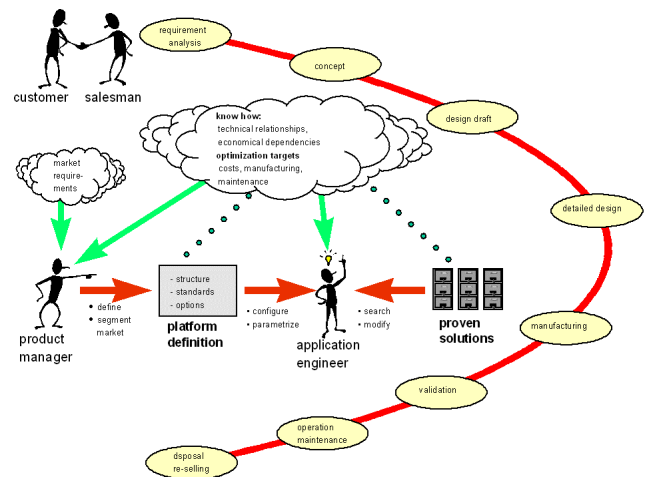 requirement
analysis
concept
customer
salesman
design draft
know how:
technical relationships,
economical dependencies
optimization targets
costs, manufacturing,
maintenance
market
require-
ments
detailed design
- structure
- standards
- options
• define
• segment
market
• configure
• parametrize
• search
• modify
product
manager
platform
definition
application
engineer
proven
solutions
manufacturing
validation
operation
maintenance
dsposal
re-selling